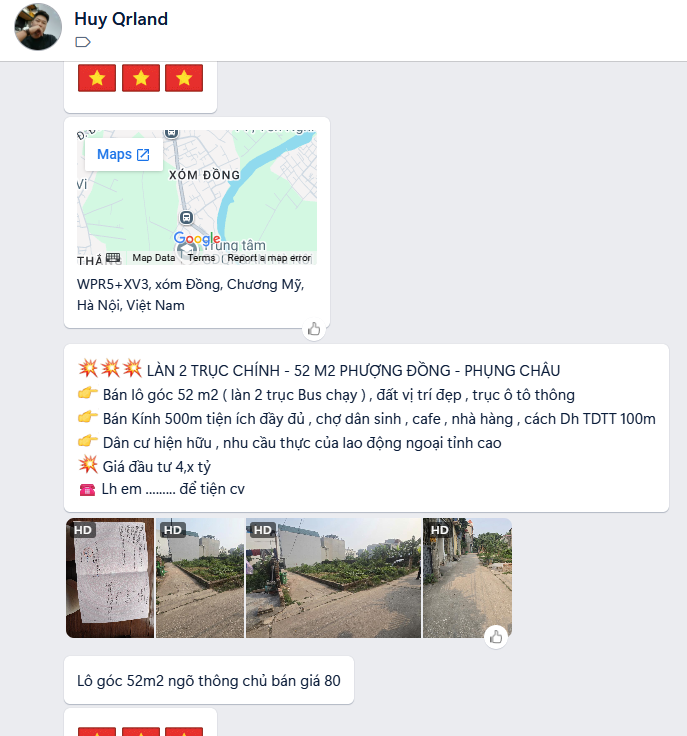 Huy Qrland
Maps
XÓM ĐỒNG
Google
Trung tâm
Map Data
Terms
Report a map error
WPR5+XV3, xóm Đồng, Chương Mỹ,
Hà Nội, Việt Nam
💥💥💥 LÀN 2 TRỤC CHÍNH - 52 M2 PHƯỢNG ĐỒNG - PHỤNG CHÂU
👉 Bán lô góc 52 m2 ( làn 2 trục Bus chạy ) , đất vị trí đẹp , trục ô tô thông
👉 Bán Kính 500m tiện ích đầy đủ , chợ dân sinh , cafe , nhà hàng , cách Dh TDTT 100m
👉 Dân cư hiện hữu , nhu cầu thực của lao động ngoại tỉnh cao
💥 Giá đầu tư 4,x tỷ
☎️ Lh em ......... để tiện cv
HD
HD
HD
HD
Lô góc 52m2 ngõ thông chủ bán giá 80